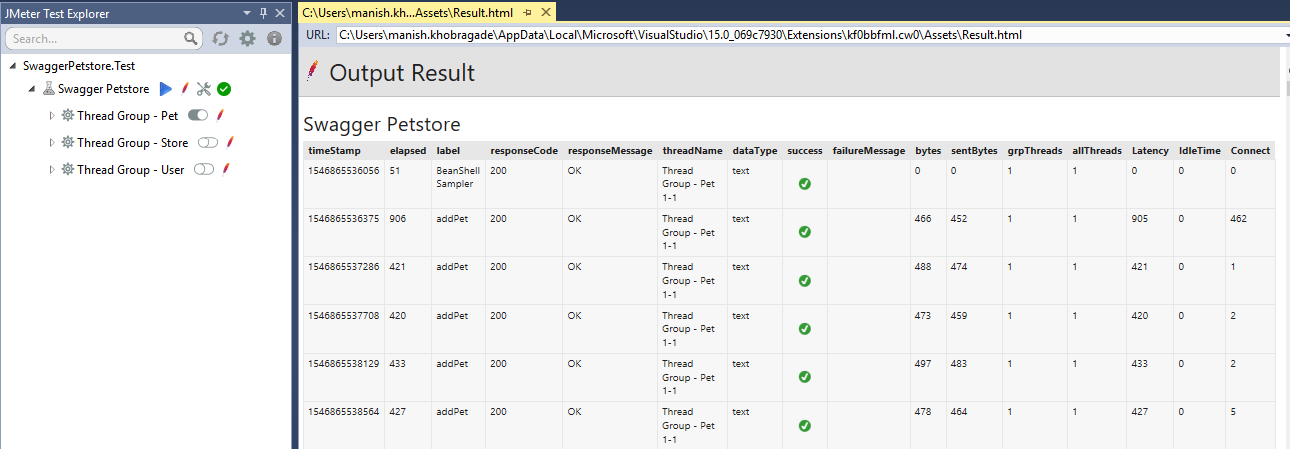 JMeter Test Explorer
Search...
SwaggerPetstore.Test
Swagger Petstore
Thread Group - Pet
Thread Group - Store
Thread Group - User
C:\Users\manish.kh...Assets\Result.html
URL: C:\Users\manish.khobragade\AppData\Local\Microsoft\VisualStudio\15.0_069c7930\Extensions\kf0bbfml.cw0\Assets\Result.html
Output Result
Swagger Petstore
timeStamp elapsed label responseCode responseMessage threadName dataType success failureMessage bytes sentBytes grpThreads allThreads Latency IdleTime Connect
1546865536056 51 BeanShell 200 OK Thread text 0 0 1 1 0 0 0
Sampler Group - Pet
1-1
1546865536375 906 addPet 200 OK Thread text 466 452 1 1 905 0 462
Group - Pet
1-1
1546865537286 421 addPet 200 OK Thread text 488 474 1 1 421 0 1
Group - Pet
1-1
1546865537708 420 addPet 200 OK Thread text 473 459 1 1 420 0 2
Group - Pet
1-1
1546865538129 433 addPet 200 OK Thread text 497 483 1 1 433 0 2
Group - Pet
1-1
1546865538564 427 addPet 200 OK Thread text 478 464 1 1 427 0 5
Group - Pet
1-1